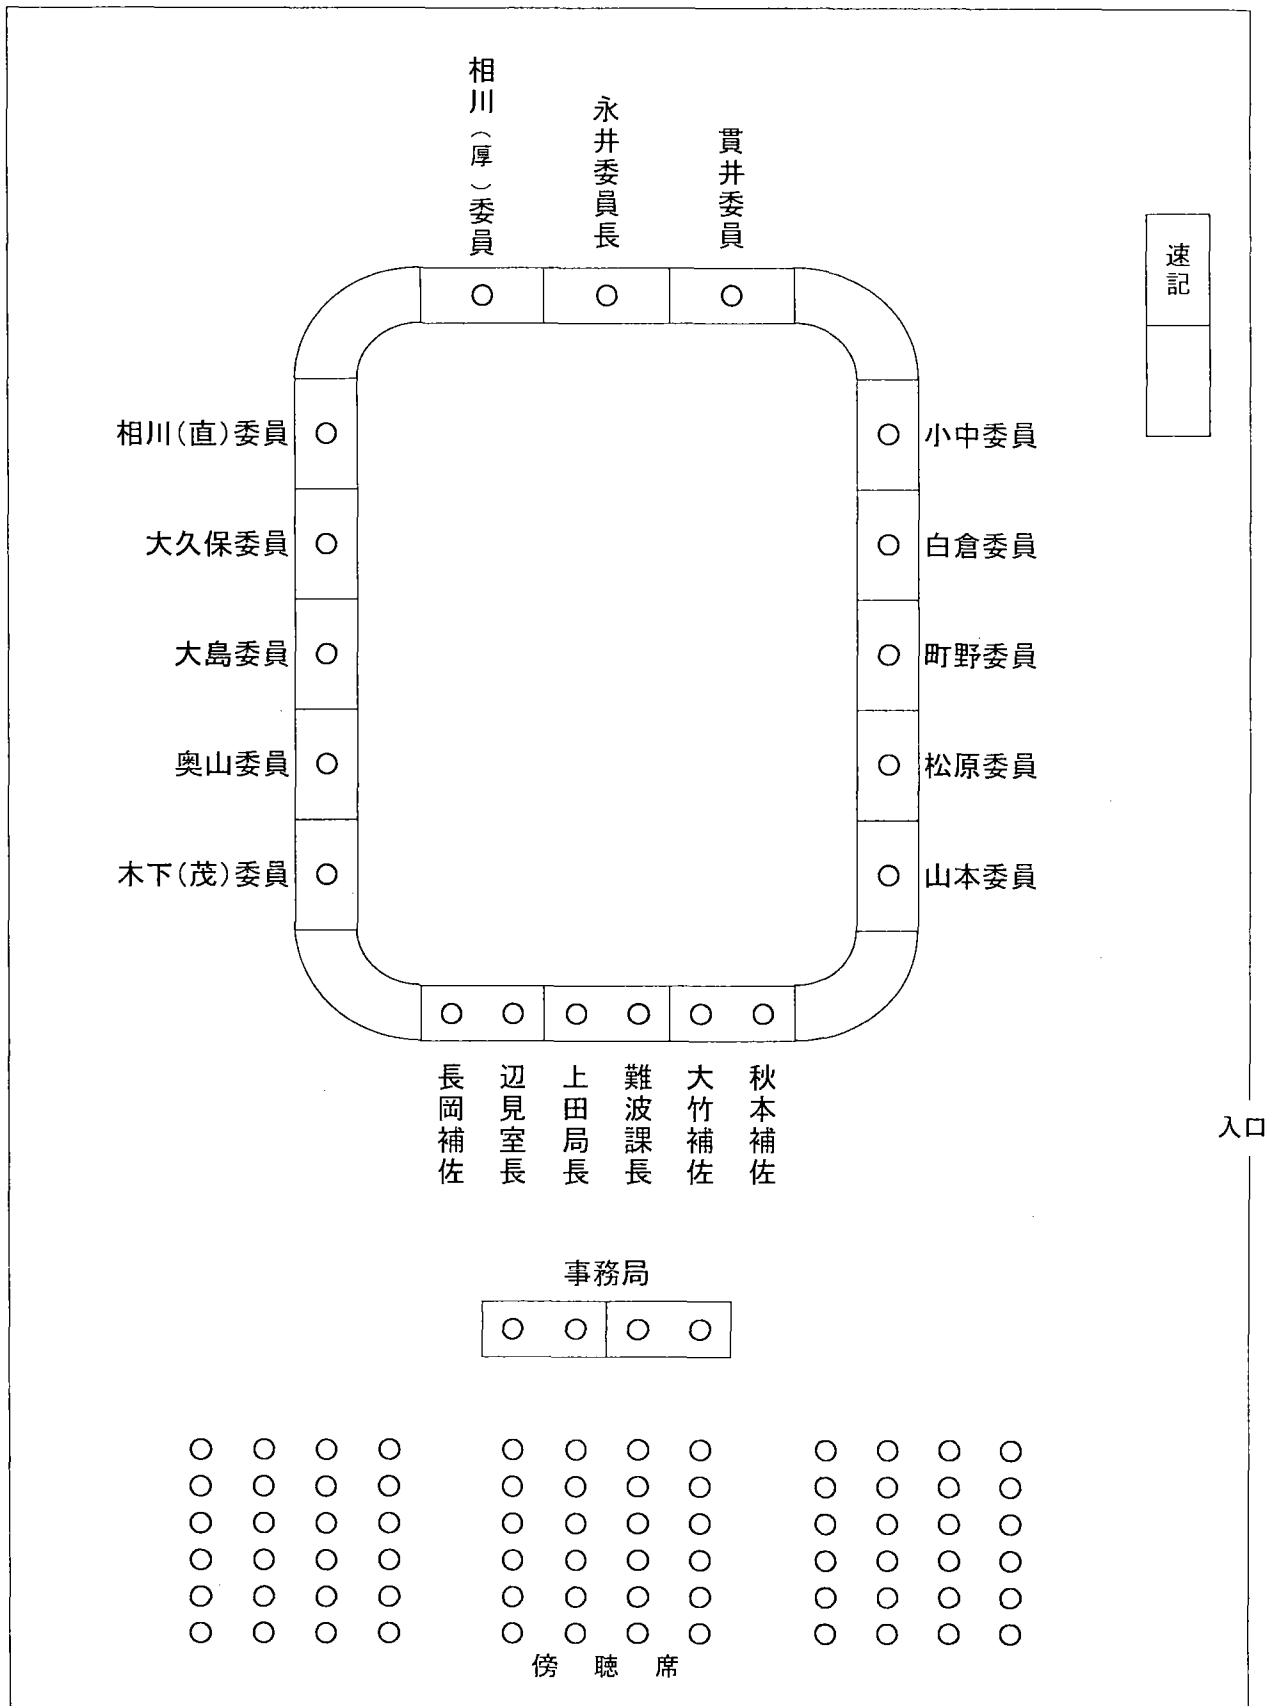 相川（厚）委員
永井委員長
貫井委員
速記
相川(直)委員
小中委員
大久保委員
白倉委員
大島委員
町野委員
奥山委員
松原委員
木下(茂)委員
山本委員
長岡補佐
辺見室長
上田局長
難波課長
大竹補佐
秋本補佐
入口
事務局
傍聴席